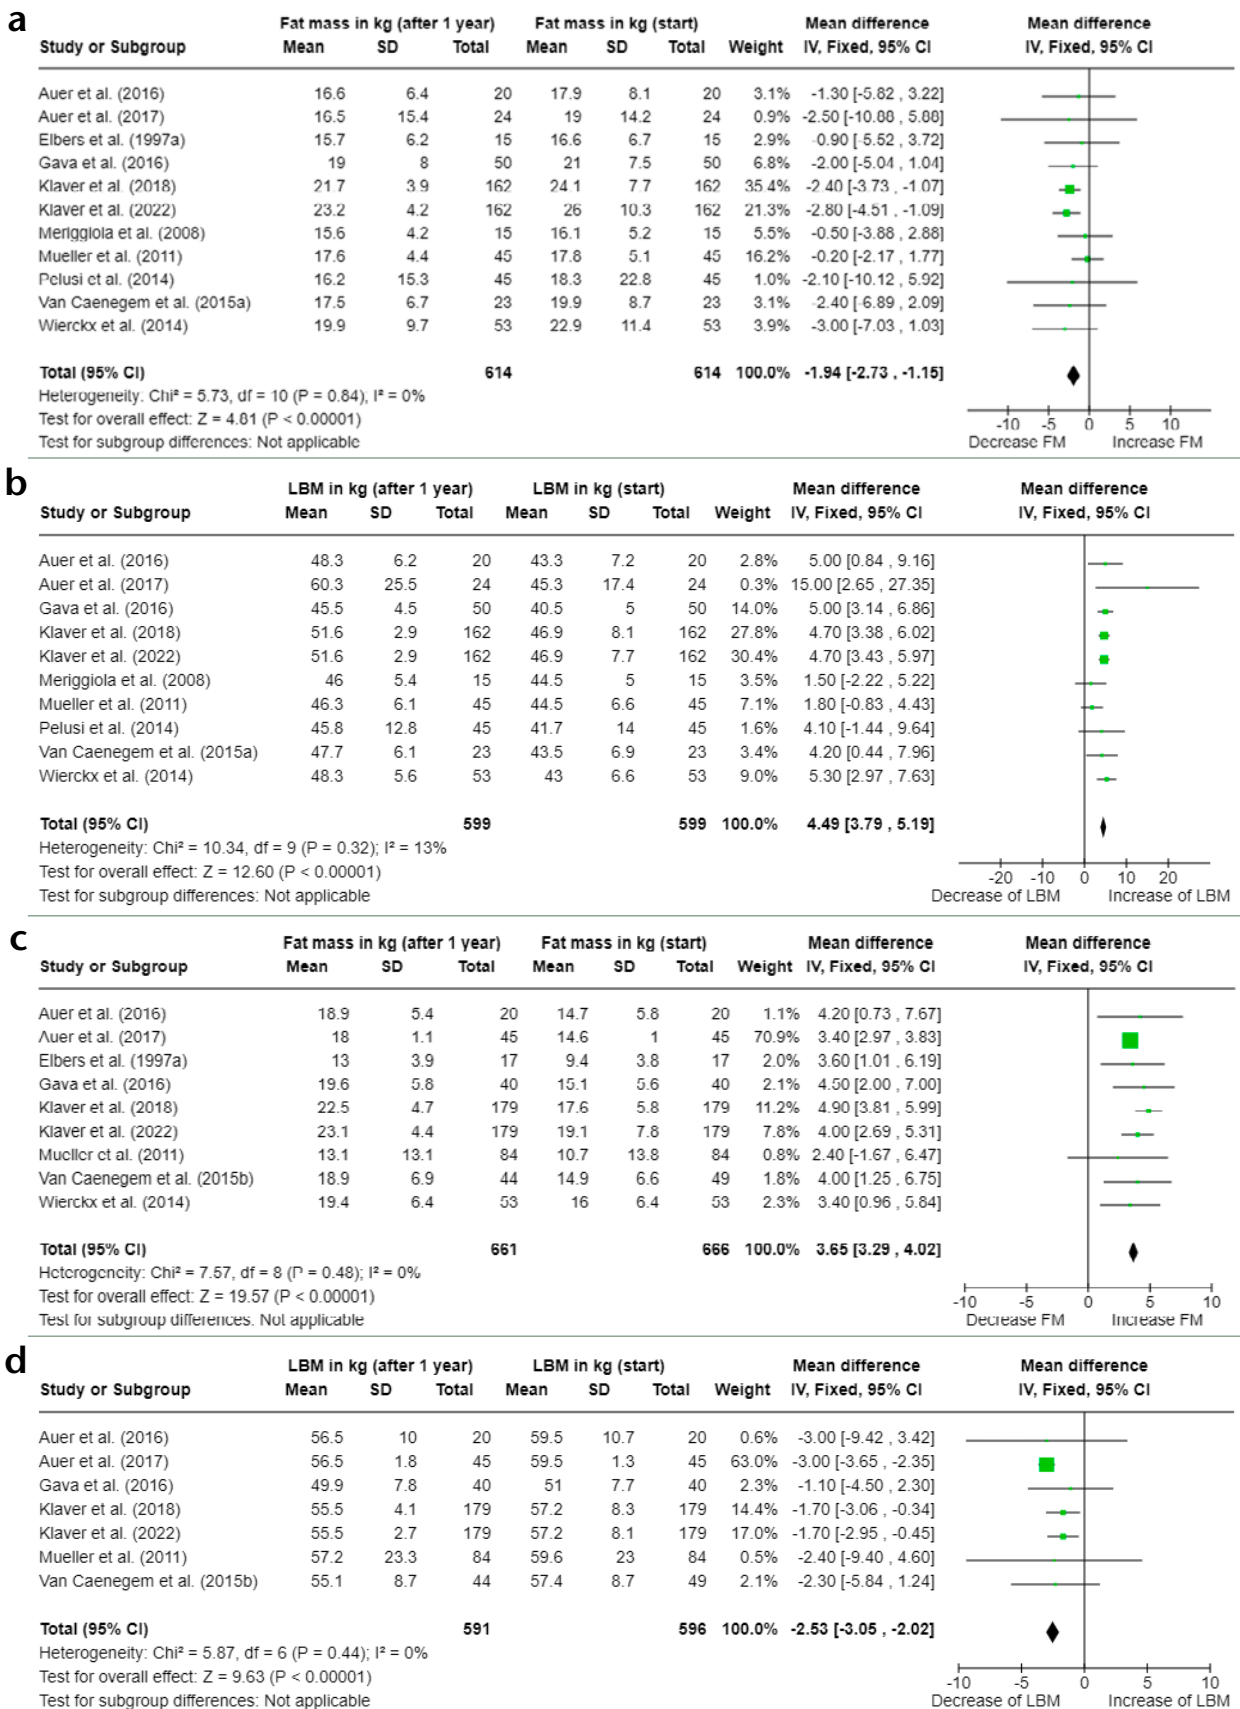 a
Fat mass in kg (after 1 year) Fat mass in kg (start) Mean difference Mean difference
Study or Subgroup Mean SD Total Mean SD Total Weight IV, Fixed, 95% CI IV, Fixed, 95% CI
Auer et al. (2016) 16.6 6.4 20 17.9 8.1 20 3.1% -1.30 [-5.82 , 3.22]
Auer et al. (2017) 16.5 15.4 24 19 14.2 24 0.9% -2.50 [-10.88 , 5.88]
Elbers et al. (1997a) 15.7 6.2 15 16.6 6.7 15 2.9% -0.90 [-5.52 , 3.72]
Gava et al. (2016) 19 8 50 21 7.5 50 6.8% -2.00 [-5.04 , 1.04]
Klaver et al. (2018) 21.7 3.9 162 24.1 7.7 162 35.4% -2.40 [-3.73 , -1.07]
Klaver et al. (2022) 23.2 4.2 162 26 10.3 162 21.3% -2.80 [-4.51 , -1.09]
Meriggiola et al. (2008) 15.6 4.2 15 16.1 5.2 15 5.5% -0.50 [-3.88 , 2.88]
Mueller et al. (2011) 17.6 4.4 45 17.8 5.1 45 16.2% -0.20 [-2.17 , 1.77]
Pelusi et al. (2014) 16.2 15.3 45 18.3 22.8 45 1.0% -2.10 [-10.12 , 5.92]
Van Caenegem et al. (2015a) 17.5 6.7 23 19.9 8.7 23 3.1% -2.40 [-6.89 , 2.09]
Wierckx et al. (2014) 19.9 9.7 53 22.9 11.4 53 3.9% -3.00 [-7.03 , 1.03]
Total (95% CI) 614 614 100.0% -1.94 [-2.73 , -1.15]
Heterogeneity: Chi² = 5.73, df = 10 (P = 0.84); I² = 0%
Test for overall effect: Z = 4.81 (P < 0.00001)
Test for subgroup differences: Not applicable
-10 -5 0 5 10
Decrease FM Increase FM
b
LBM in kg (after 1 year) LBM in kg (start) Mean difference Mean difference
Study or Subgroup Mean SD Total Mean SD Total Weight IV, Fixed, 95% CI IV, Fixed, 95% CI
Auer et al. (2016) 48.3 6.2 20 43.3 7.2 20 2.8% 5.00 [0.84 , 9.16]
Auer et al. (2017) 60.3 25.5 24 45.3 17.4 24 0.3% 15.00 [2.65 , 27.35]
Gava et al. (2016) 45.5 4.5 50 40.5 5 50 14.0% 5.00 [3.14 , 6.86]
Klaver et al. (2018) 51.6 2.9 162 46.9 8.1 162 27.8% 4.70 [3.38 , 6.02]
Klaver et al. (2022) 51.6 2.9 162 46.9 7.7 162 30.4% 4.70 [3.43 , 5.97]
Meriggiola et al. (2008) 46 5.4 15 44.5 5 15 3.5% 1.50 [-2.22 , 5.22]
Mueller et al. (2011) 46.3 6.1 45 44.5 6.6 45 7.1% 1.80 [-0.83 , 4.43]
Pelusi et al. (2014) 45.8 12.8 45 41.7 14 45 1.6% 4.10 [-1.44 , 9.64]
Van Caenegem et al. (2015a) 47.7 6.1 23 43.5 6.9 23 3.4% 4.20 [0.44 , 7.96]
Wierckx et al. (2014) 48.3 5.6 53 43 6.6 53 9.0% 5.30 [2.97 , 7.63]
Total (95% CI) 599 599 100.0% 4.49 [3.79 , 5.19]
Heterogeneity: Chi² = 10.34, df = 9 (P = 0.32); I² = 13%
Test for overall effect: Z = 12.60 (P < 0.00001)
Test for subgroup differences: Not applicable
-20 -10 0 10 20
Decrease of LBM Increase of LBM
c
Fat mass in kg (after 1 year) Fat mass in kg (start) Mean difference Mean difference
Study or Subgroup Mean SD Total Mean SD Total Weight IV, Fixed, 95% CI IV, Fixed, 95% CI
Auer et al. (2016) 18.9 5.4 20 14.7 5.8 20 1.1% 4.20 [0.73 , 7.67]
Auer et al. (2017) 18 1.1 45 14.6 1 45 70.9% 3.40 [2.97 , 3.83]
Elbers et al. (1997a) 13 3.9 17 9.4 3.8 17 2.0% 3.60 [1.01 , 6.19]
Gava et al. (2016) 19.6 5.8 40 15.1 5.6 40 2.1% 4.50 [2.00 , 7.00]
Klaver et al. (2018) 22.5 4.7 179 17.6 5.8 179 11.2% 4.90 [3.81 , 5.99]
Klaver et al. (2022) 23.1 4.4 179 19.1 7.8 179 7.8% 4.00 [2.69 , 5.31]
Mueller et al. (2011) 13.1 13.1 84 10.7 13.8 84 0.8% 2.40 [-1.67 , 6.47]
Van Caenegem et al. (2015b) 18.9 6.9 44 14.9 6.6 49 1.8% 4.00 [1.25 , 6.75]
Wierckx et al. (2014) 19.4 6.4 53 16 6.4 53 2.3% 3.40 [0.96 , 5.84]
Total (95% CI) 661 666 100.0% 3.65 [3.29 , 4.02]
Heterogeneity: Chi² = 7.57, df = 8 (P = 0.48); I² = 0%
Test for overall effect: Z = 19.57 (P < 0.00001)
Test for subgroup differences: Not applicable
-10 -5 0 5 10
Decrease FM Increase FM
d
LBM in kg (after 1 year) LBM in kg (start) Mean difference Mean difference
Study or Subgroup Mean SD Total Mean SD Total Weight IV, Fixed, 95% CI IV, Fixed, 95% CI
Auer et al. (2016) 56.5 10 20 59.5 10.7 20 0.6% -3.00 [-9.42 , 3.42]
Auer et al. (2017) 56.5 1.8 45 59.5 1.3 45 63.0% -3.00 [-3.65 , -2.35]
Gava et al. (2016) 49.9 7.8 40 51 7.7 40 2.3% -1.10 [-4.50 , 2.30]
Klaver et al. (2018) 55.5 4.1 179 57.2 8.3 179 14.4% -1.70 [-3.06 , -0.34]
Klaver et al. (2022) 55.5 2.7 179 57.2 8.1 179 17.0% -1.70 [-2.95 , -0.45]
Mueller et al. (2011) 57.2 23.3 84 59.6 23 84 0.5% -2.40 [-9.40 , 4.60]
Van Caenegem et al. (2015b) 55.1 8.7 44 57.4 8.7 49 2.1% -2.30 [-5.84 , 1.24]
Total (95% CI) 591 596 100.0% -2.53 [-3.05 , -2.02]
Heterogeneity: Chi² = 5.87, df = 6 (P = 0.44); I² = 0%
Test for overall effect: Z = 9.63 (P < 0.00001)
Test for subgroup differences: Not applicable
-10 -5 0 5 10
Decrease of LBM Increase of LBM